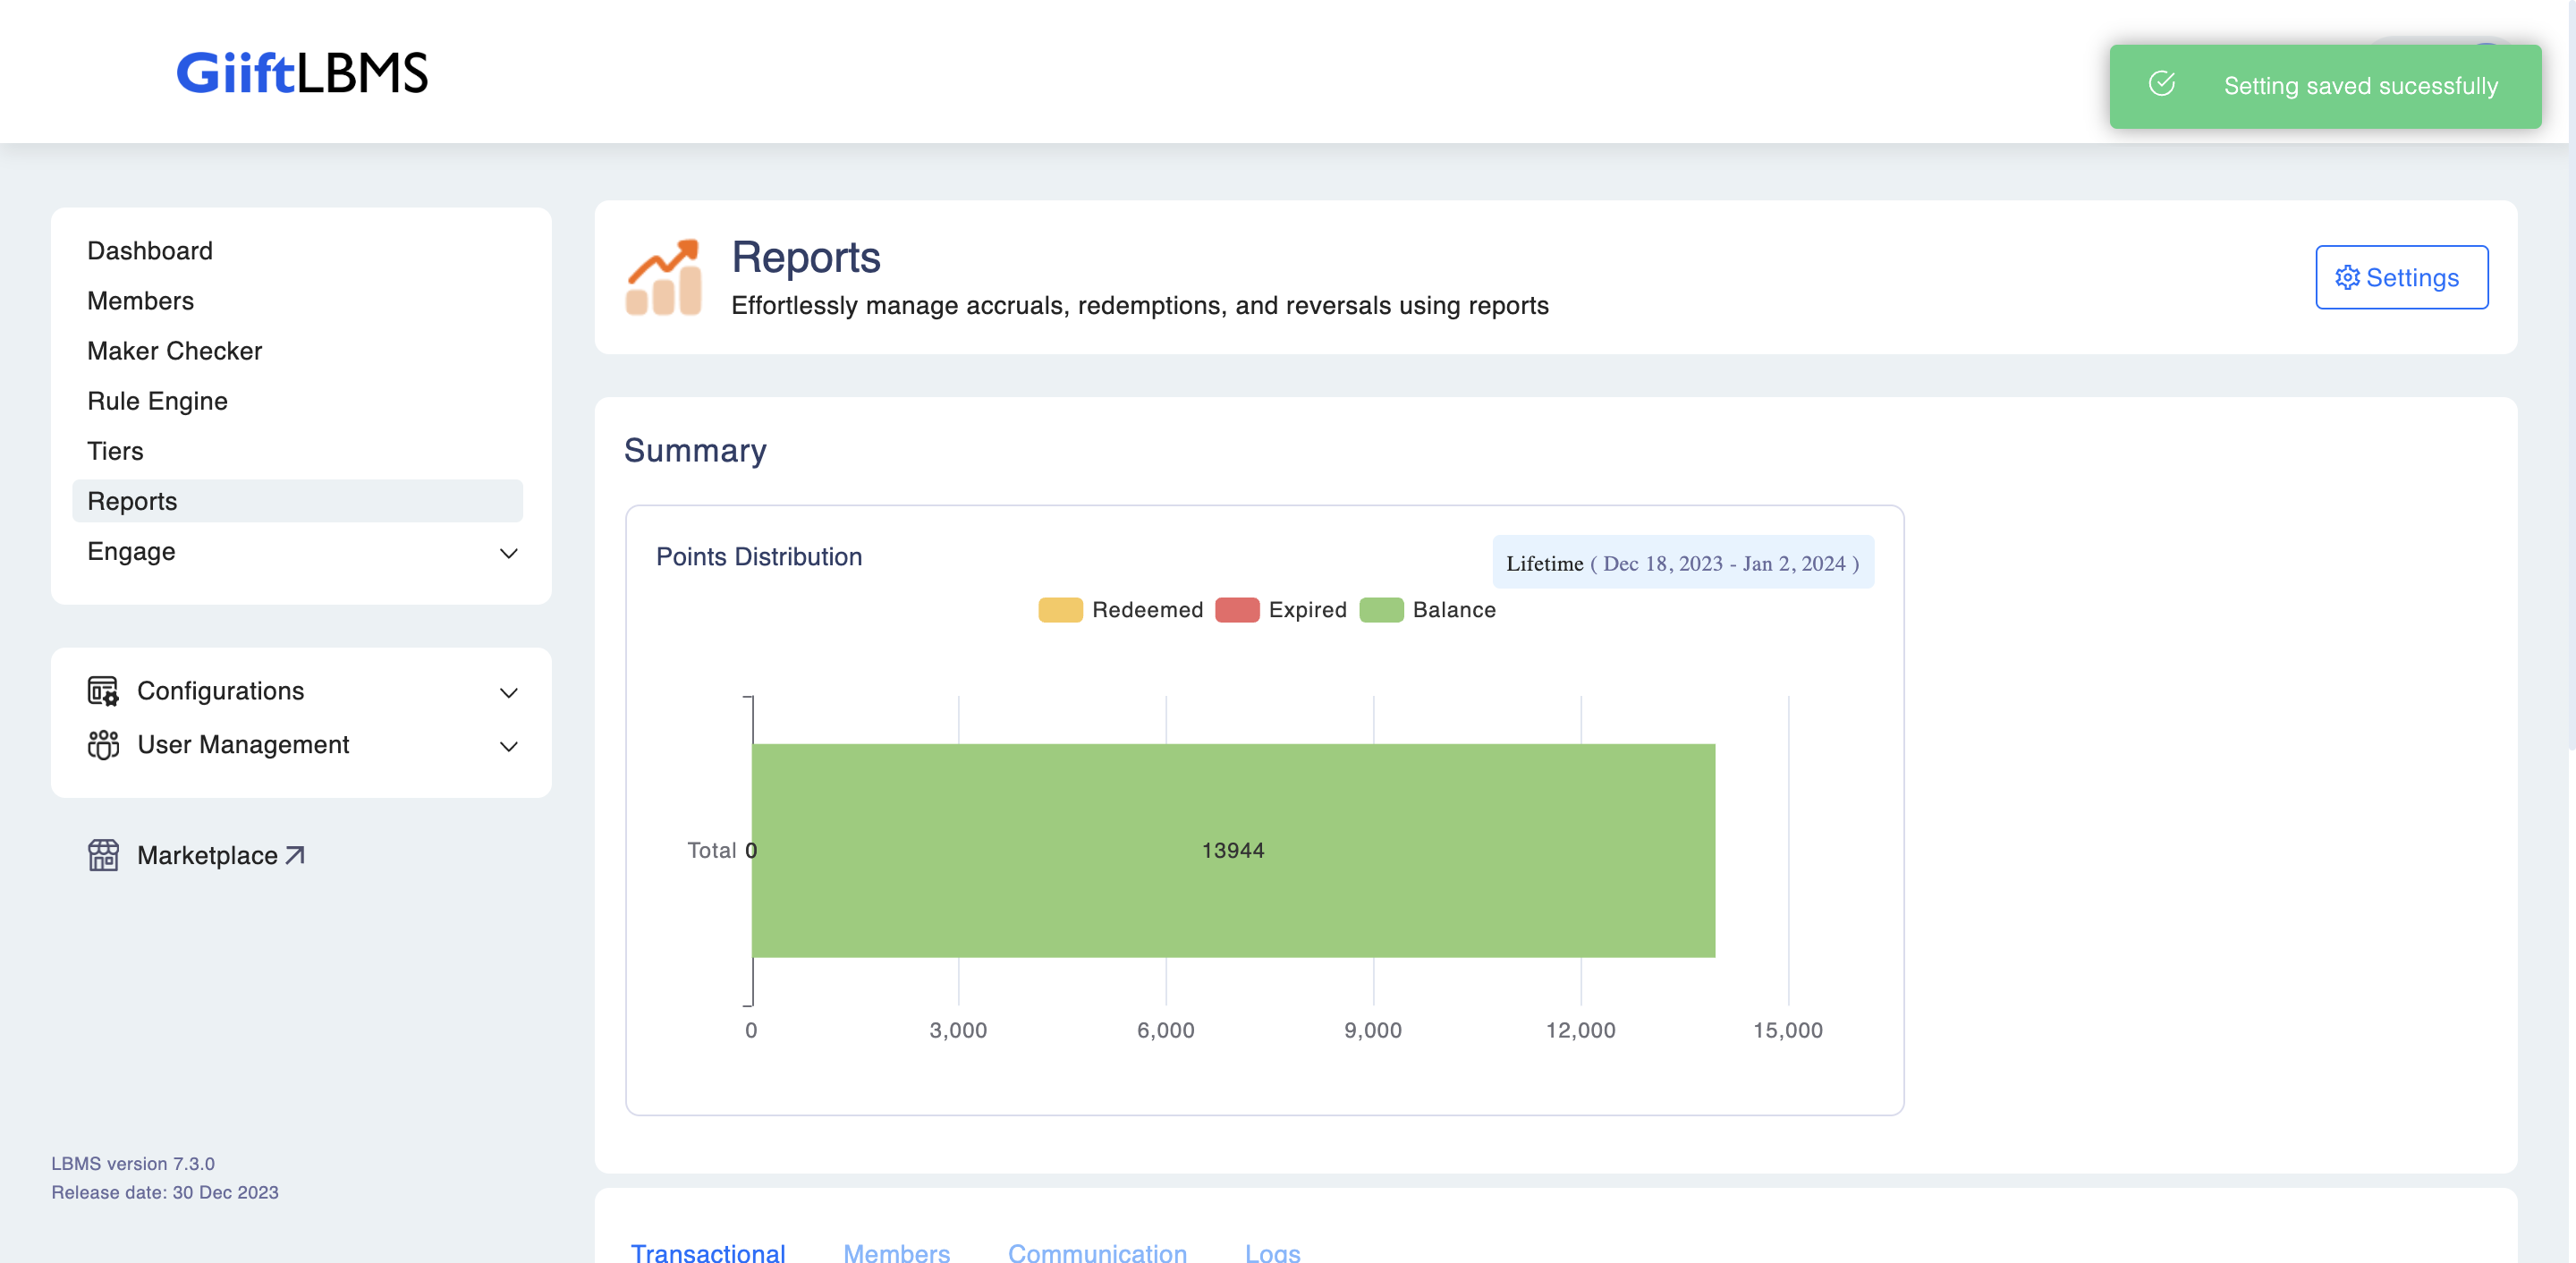 GiiftLBMS
Setting saved sucessfully
Dashboard
Members
Maker Checker
Rule Engine
Tiers
Reports
Engage
Configurations
User Management
Marketplace
LBMS version 7.3.0
Release date: 30 Dec 2023
Reports
Effortlessly manage accruals, redemptions, and reversals using reports
Settings
Summary
Points Distribution
Lifetime ( Dec 18, 2023 - Jan 2, 2024 )
Redeemed Expired Balance
Total 0 13944
0 3,000 6,000 9,000 12,000 15,000
Transactional Members Communication Logs